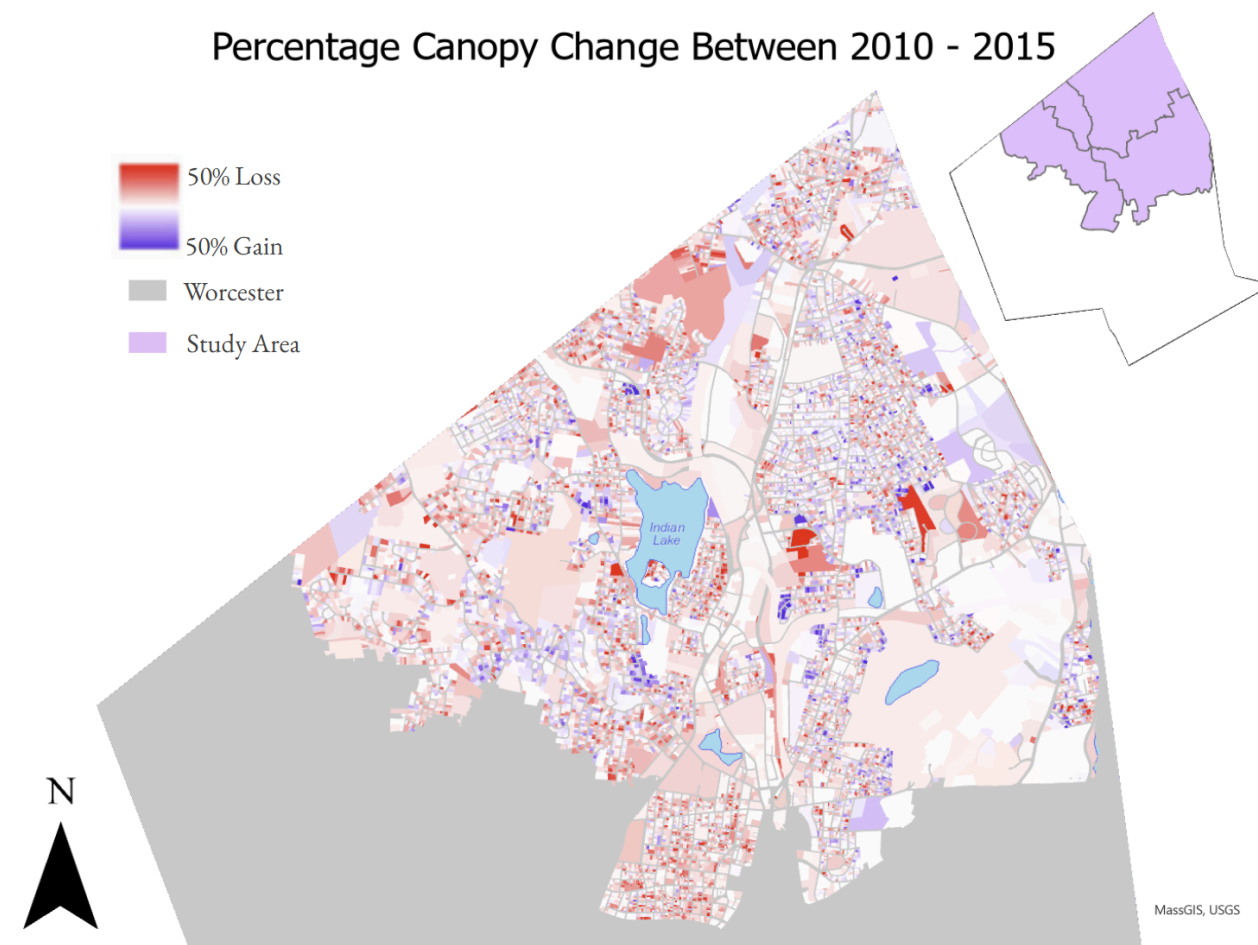 Percentage Canopy Change Between 2010 - 2015
50% Loss
50% Gain
Worcester
Study Area
Indian
Lake
N
MassGIS, USGS